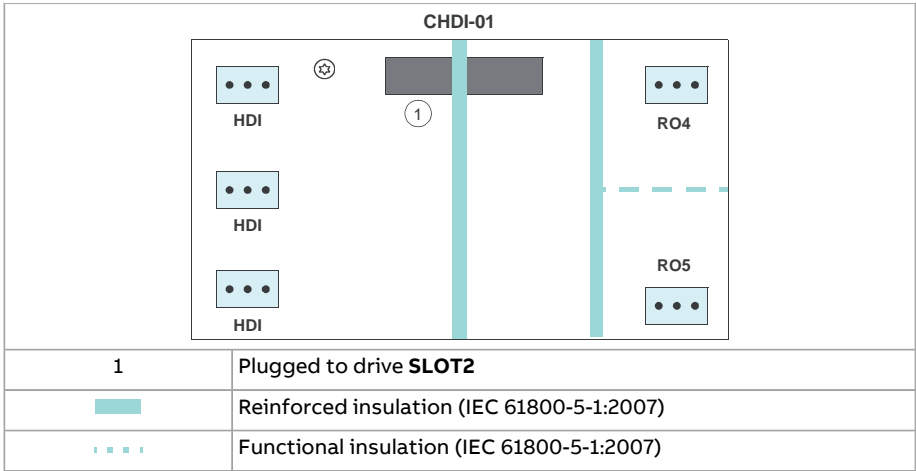 CHDI-01
HDI
1
RO4
HDI
RO5
HDI
1 Plugged to drive SLOT2
Reinforced insulation (IEC 61800-5-1:2007)
Functional insulation (IEC 61800-5-1:2007)